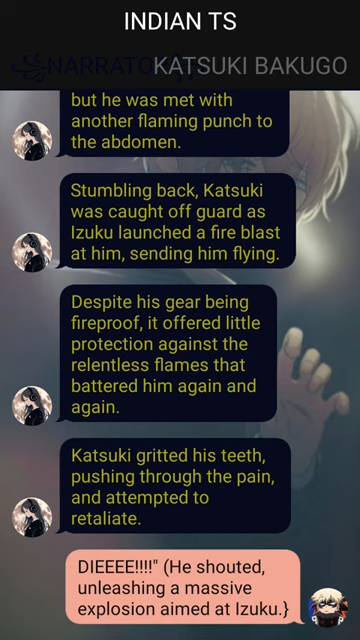 INDIAN TS
NARRATO
KATSUKI BAKUGO
but he was met with
another flaming punch to
the abdomen.
Stumbling back, Katsuki
was caught off guard as
Izuku launched a fire blast
at him, sending him flying.
Despite his gear being
fireproof, it offered little
protection against the
relentless flames that
battered him again and
again.
Katsuki gritted his teeth,
pushing through the pain,
and attempted to
retaliate.
DIEEEE!!!!" (He shouted,
unleashing a massive
explosion aimed at Izuku.}